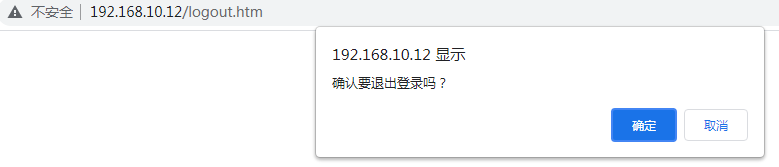 不安全 192.168.10.12/logout.htm
192.168.10.12 显示
确认要退出登录吗？
确定 取消